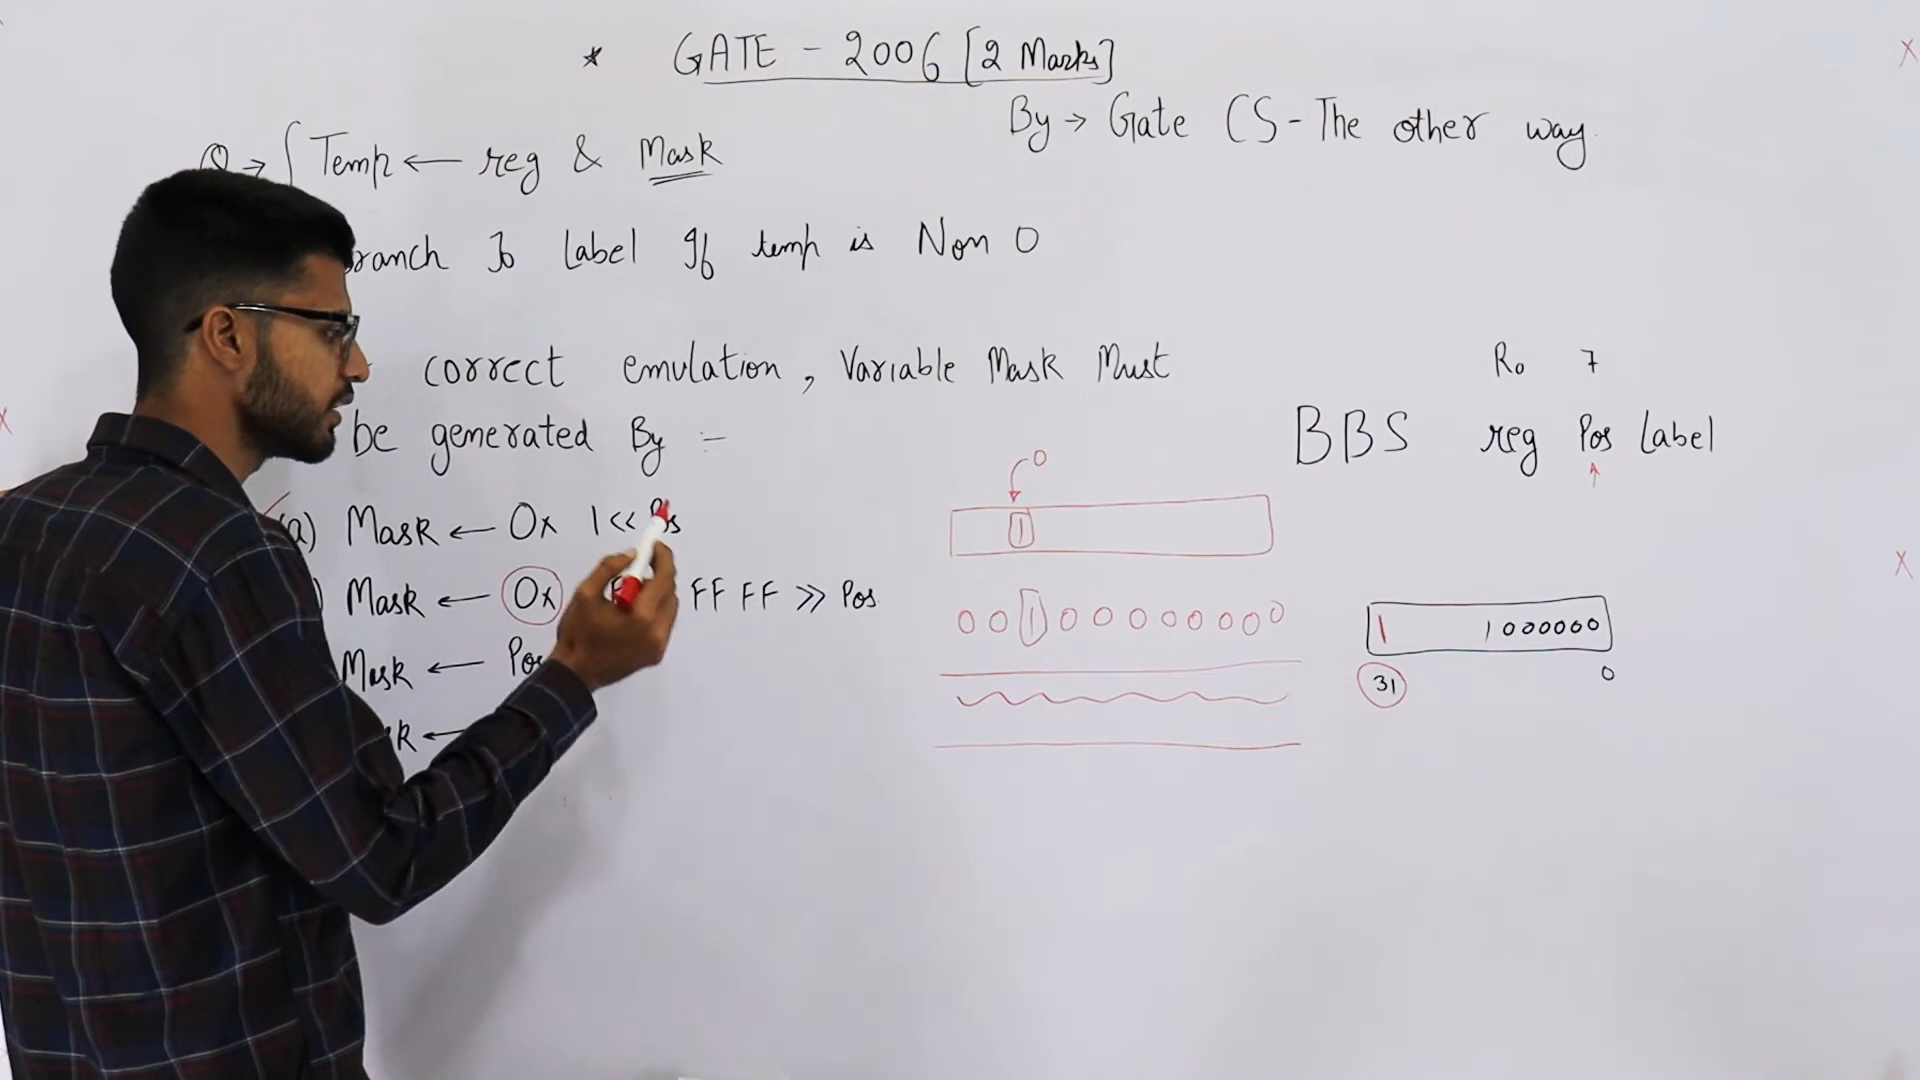 * GATE - 2006 [2 Marks]
By → Gate CS - The other way
Q → Temp ← reg & Mask
ranch To Label If temp is Non 0
correct emulation, Variable Mask Must
be generated By :-
(a) Mask ← 0x 1 << Pos
) Mask ← 0x FF FF >> Pos
Mask ← Pos
k ←
R0 7
BBS reg Pos Label
0
1
0 0 1 0 0 0 0 0 0 0 0
1 1000000
31 0